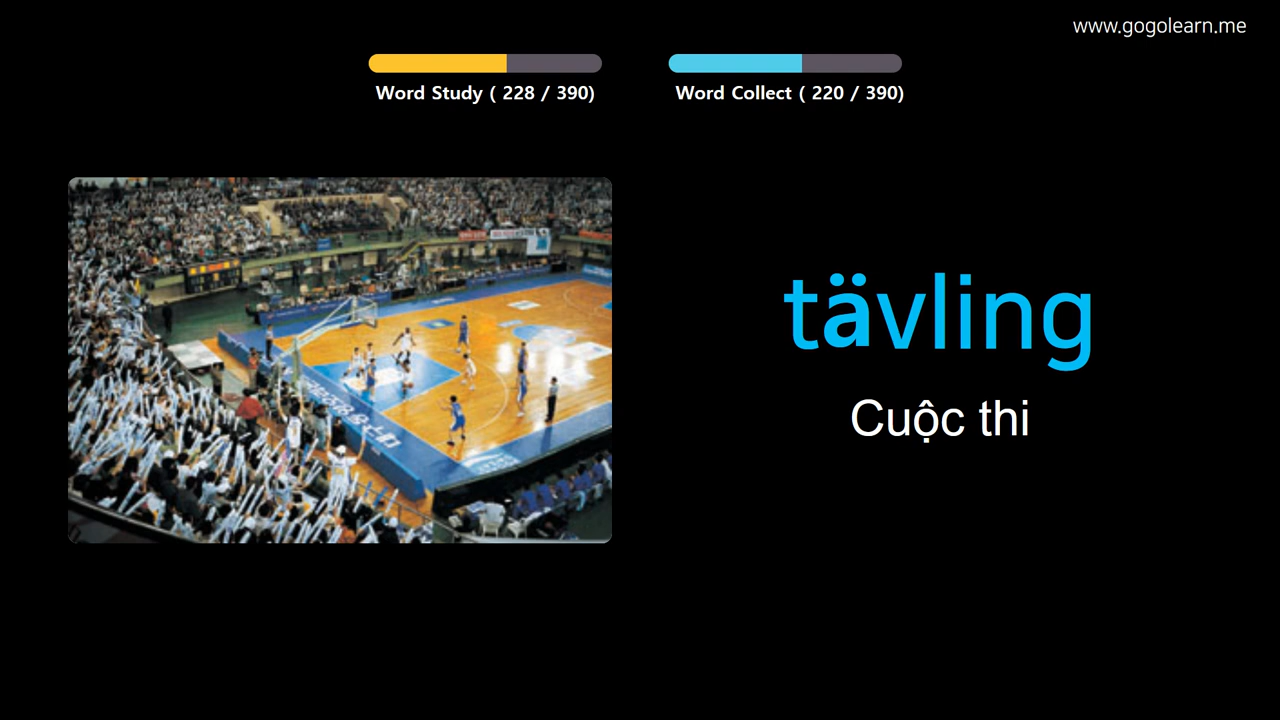 www.gogolearn.me
Word Study ( 228 / 390)
Word Collect ( 220 / 390)
tävling
Cuộc thi